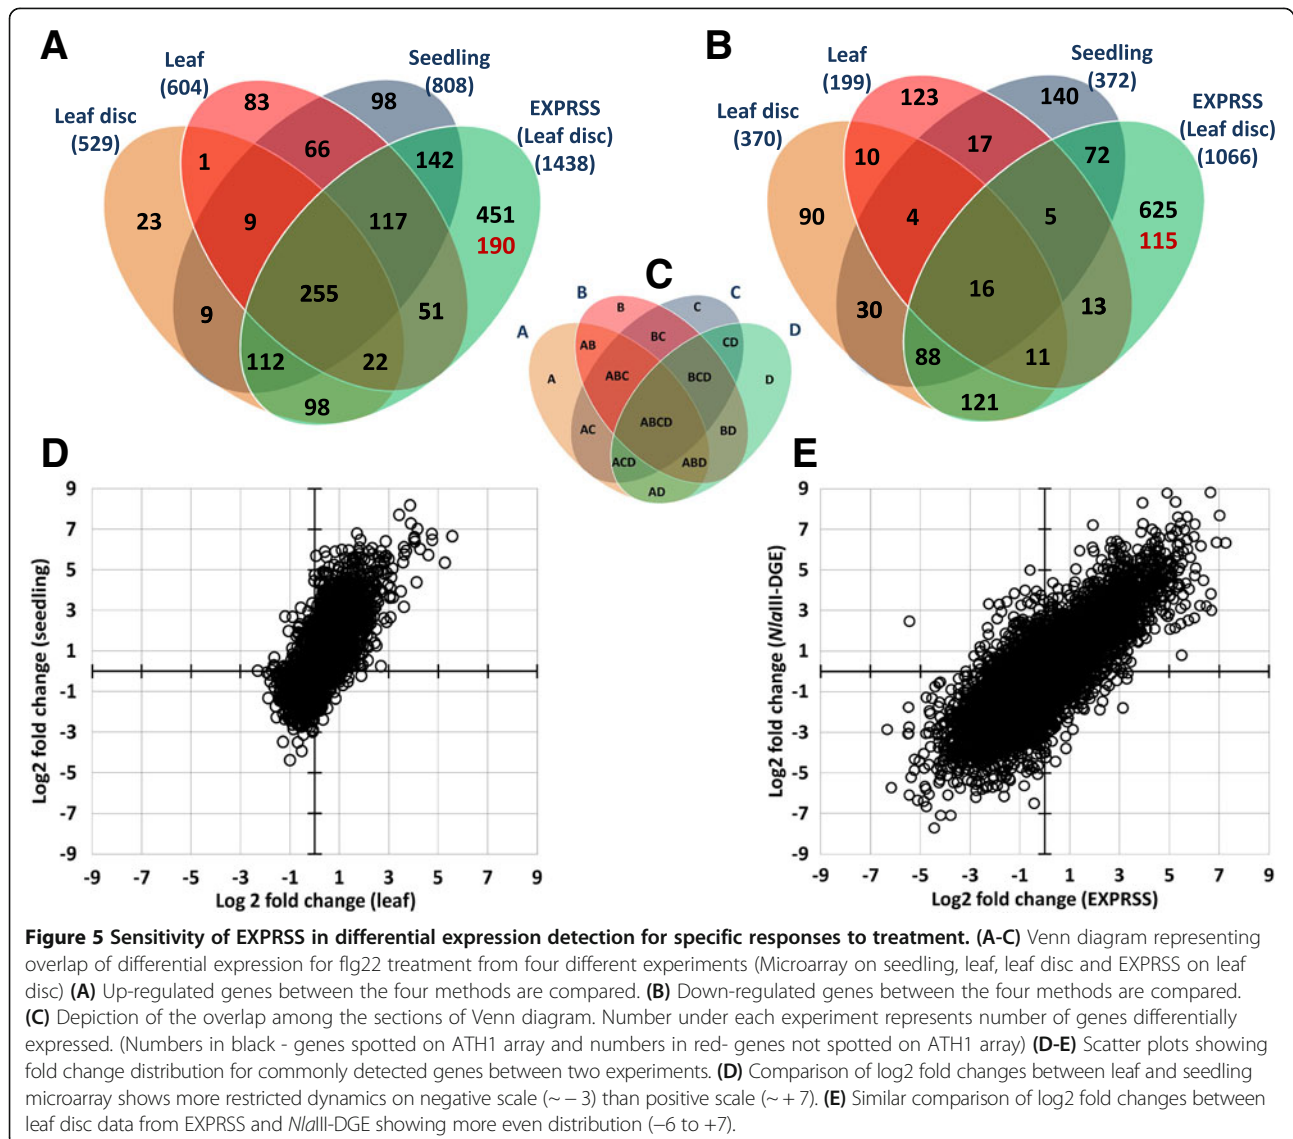 A
Leaf
(604)
Seedling
(808)
Leaf disc
(529)
EXPRSS
(Leaf disc)
(1438)
83
98
1
66
142
23
9
117
451
190
255
9
51
112
22
98
B
Leaf
(199)
Seedling
(372)
Leaf disc
(370)
EXPRSS
(Leaf disc)
(1066)
123
140
10
17
72
90
4
5
625
115
16
30
13
88
11
121
C
A
B
C
D
B
C
AB
BC
CD
A
ABC
BCD
D
ABCD
AC
BD
ACD
ABD
AD
D
9
7
5
3
1
-1
-3
-5
-7
-9
Log2 fold change (seedling)
-9 -7 -5 -3 -1 1 3 5 7 9
Log 2 fold change (leaf)
E
9
7
5
3
1
-1
-3
-5
-7
-9
Log2 fold change (NlaIII-DGE)
-9 -7 -5 -3 -1 1 3 5 7 9
Log2 fold change (EXPRSS)
Figure 5 Sensitivity of EXPRSS in differential expression detection for specific responses to treatment. (A-C) Venn diagram representing
overlap of differential expression for flg22 treatment from four different experiments (Microarray on seedling, leaf, leaf disc and EXPRSS on leaf
disc) (A) Up-regulated genes between the four methods are compared. (B) Down-regulated genes between the four methods are compared.
(C) Depiction of the overlap among the sections of Venn diagram. Number under each experiment represents number of genes differentially
expressed. (Numbers in black - genes spotted on ATH1 array and numbers in red- genes not spotted on ATH1 array) (D-E) Scatter plots showing
fold change distribution for commonly detected genes between two experiments. (D) Comparison of log2 fold changes between leaf and seedling
microarray shows more restricted dynamics on negative scale (~ − 3) than positive scale (~ + 7). (E) Similar comparison of log2 fold changes between
leaf disc data from EXPRSS and NlaIII-DGE showing more even distribution (−6 to +7).